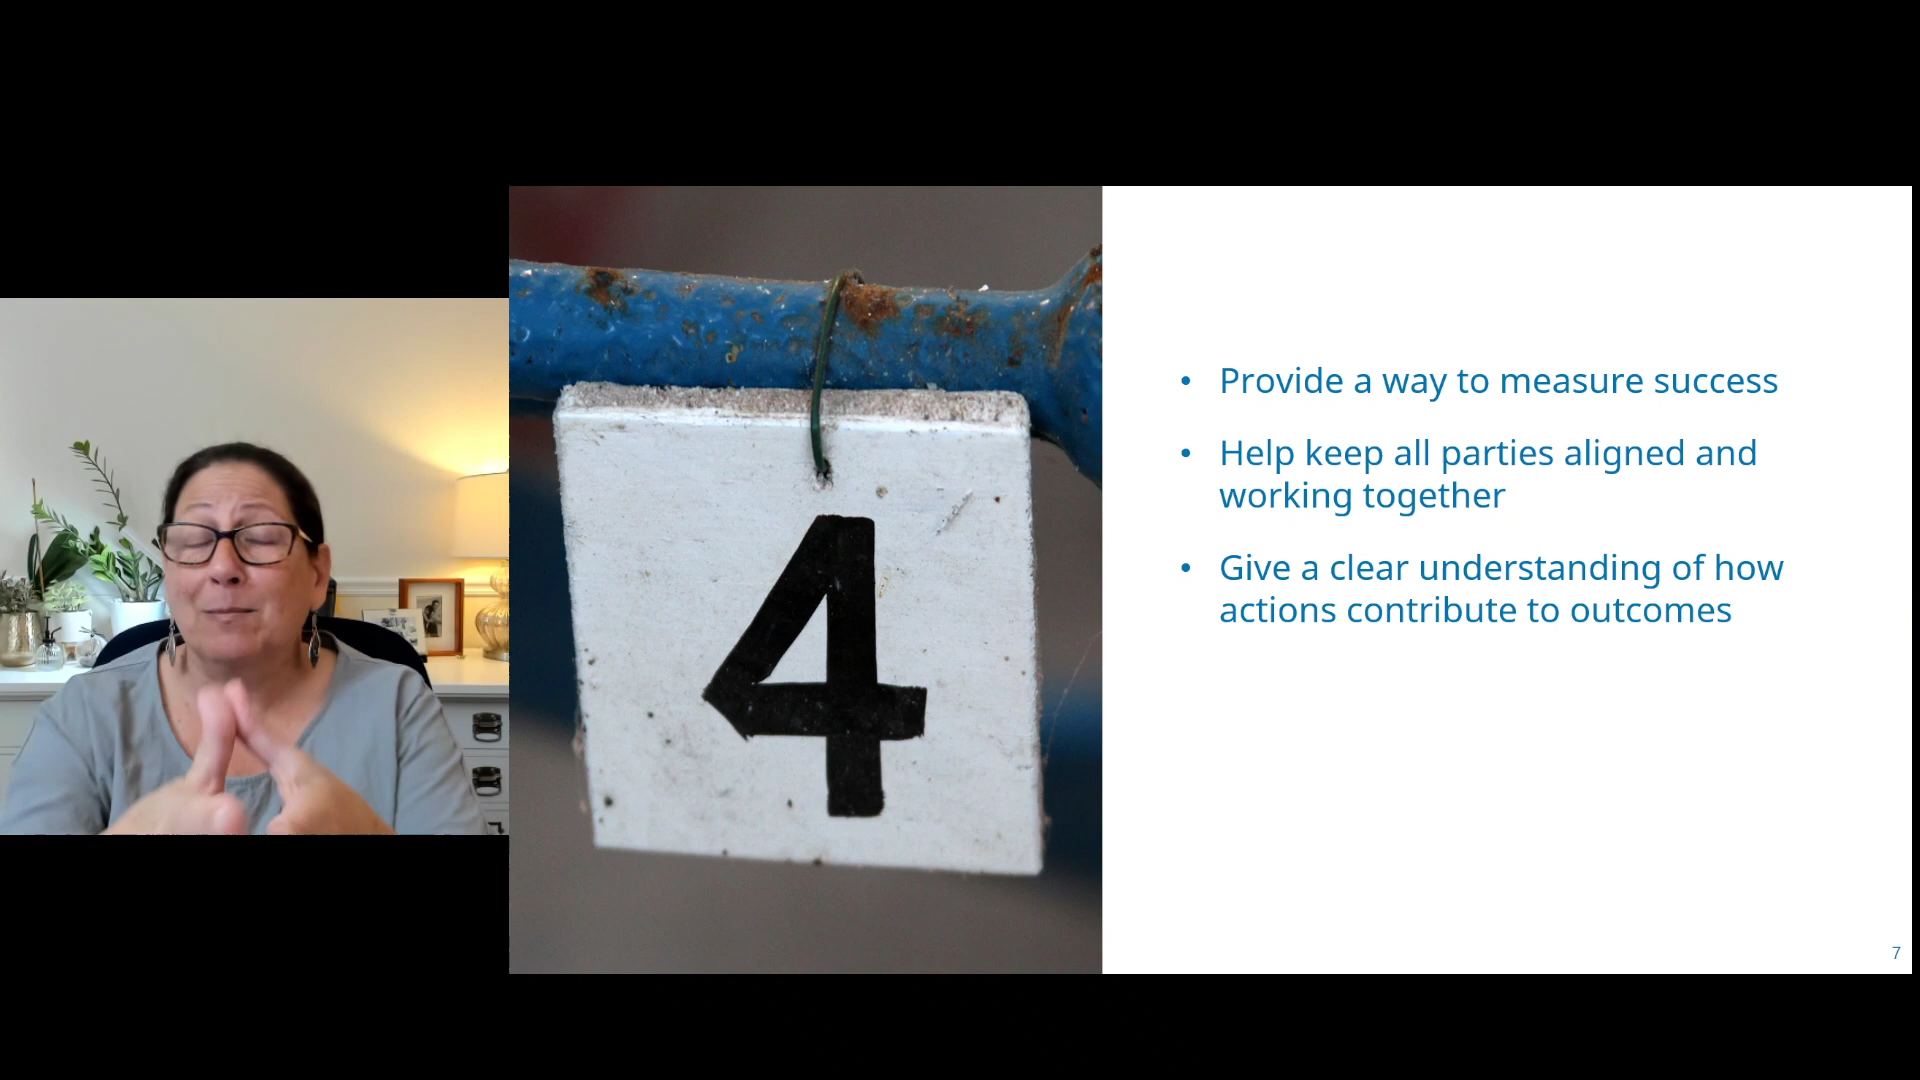 4
• Provide a way to measure success
• Help keep all parties aligned and
working together
• Give a clear understanding of how
actions contribute to outcomes
7